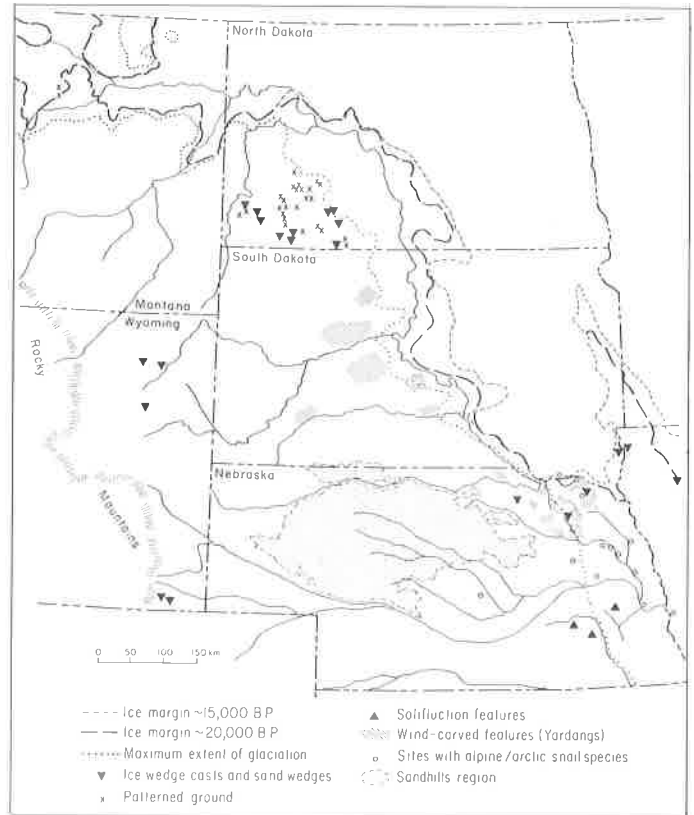 North Dakota
South Dakota
Montana
Wyoming
Rocky
Mountains
Nebraska
0 50 100 150 km
Ice margin ~15,000 B P
Ice margin ~20,000 B P
Maximum extent of glaciation
Ice wedge casts and sand wedges
Patterned ground
Solifluction features
Wind-carved features (Yardangs)
Sites with alpine/arctic snail species
Sandhills region